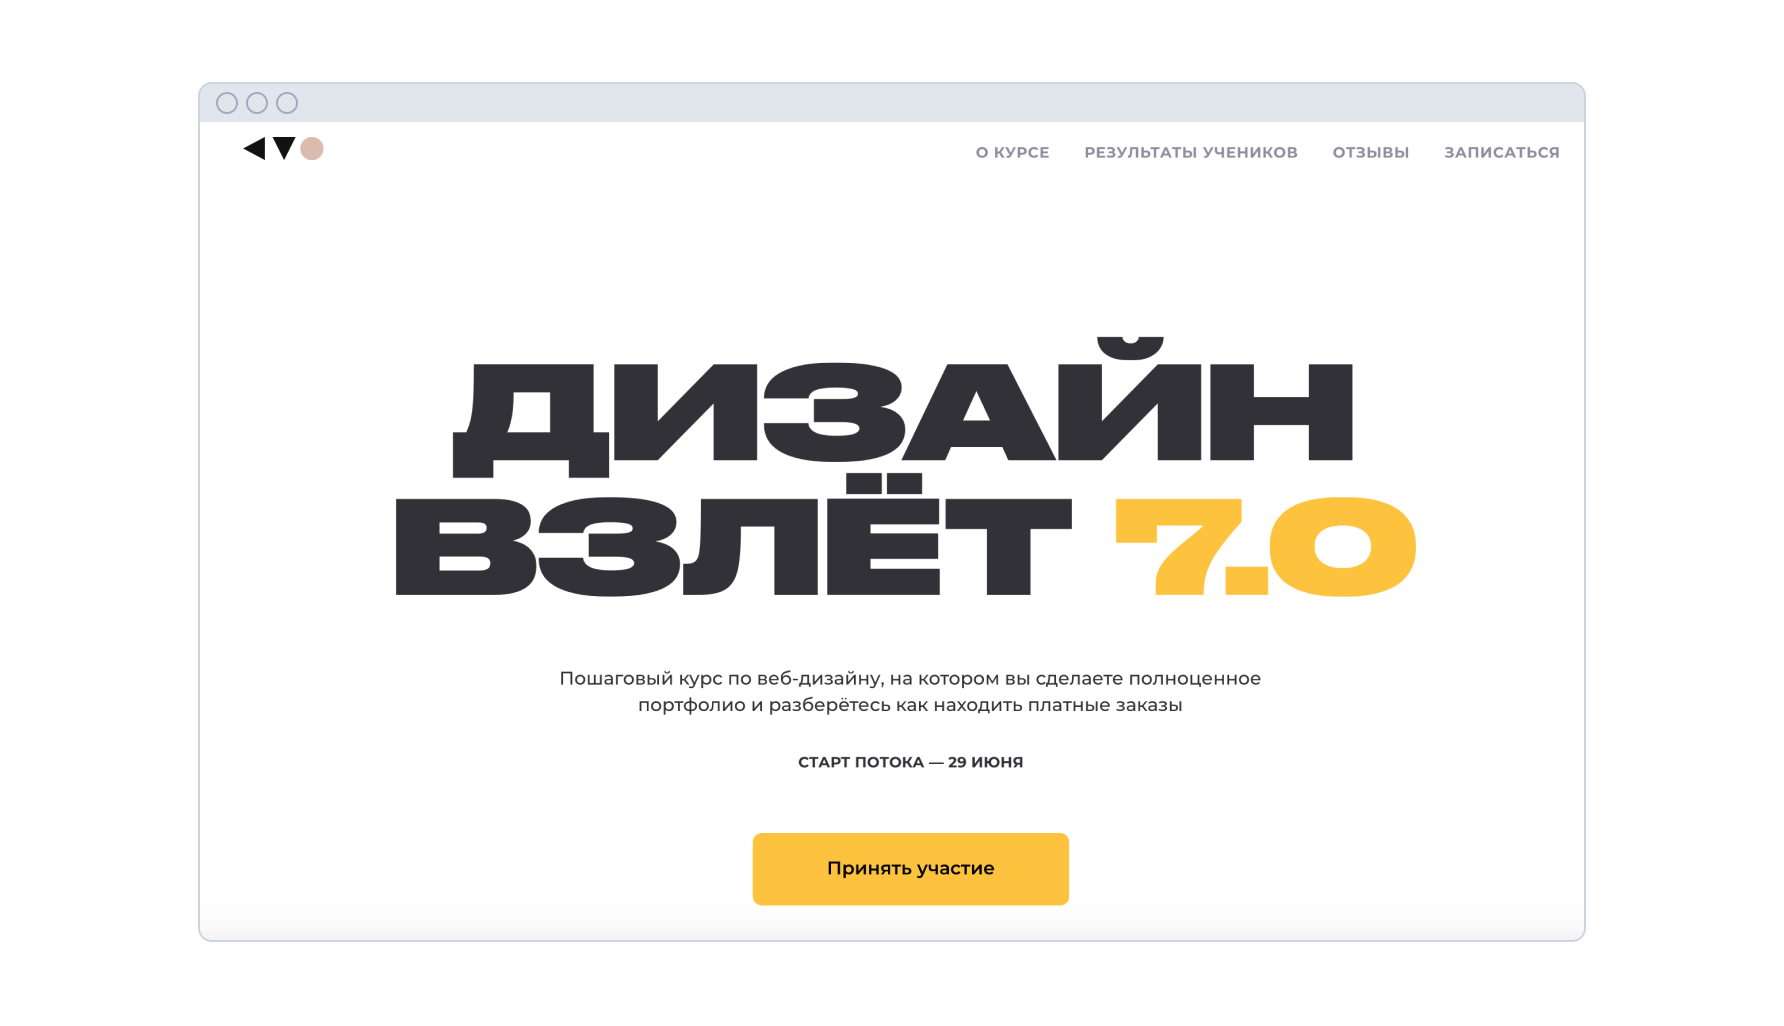 О КУРСЕ РЕЗУЛЬТАТЫ УЧЕНИКОВ ОТЗЫВЫ ЗАПИСАТЬСЯ
ДИЗАЙН
ВЗЛЁТ 7.0
Пошаговый курс по веб-дизайну, на котором вы сделаете полноценное
портфолио и разберётесь как находить платные заказы
СТАРТ ПОТОКА — 29 ИЮНЯ
Принять участие